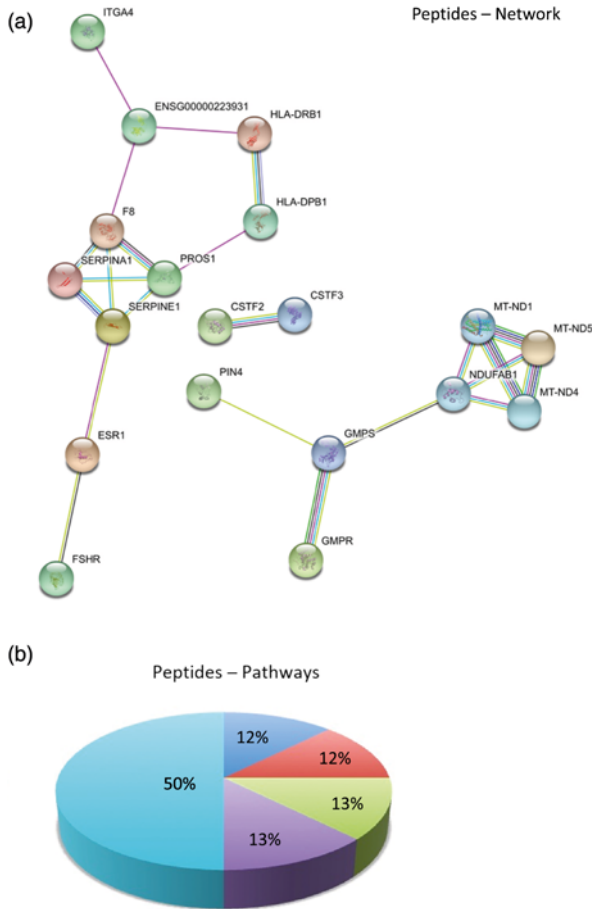 (a)
Peptides – Network
ITGA4
ENSG00000223931
HLA-DRB1
HLA-DPB1
F8
SERPINA1
PROS1
SERPINE1
CSTF2
CSTF3
MT-ND1
MT-ND5
NDUFAB1
MT-ND4
PIN4
GMPS
ESR1
GMPR
FSHR
(b)
Peptides – Pathways
12%
12%
50%
13%
13%